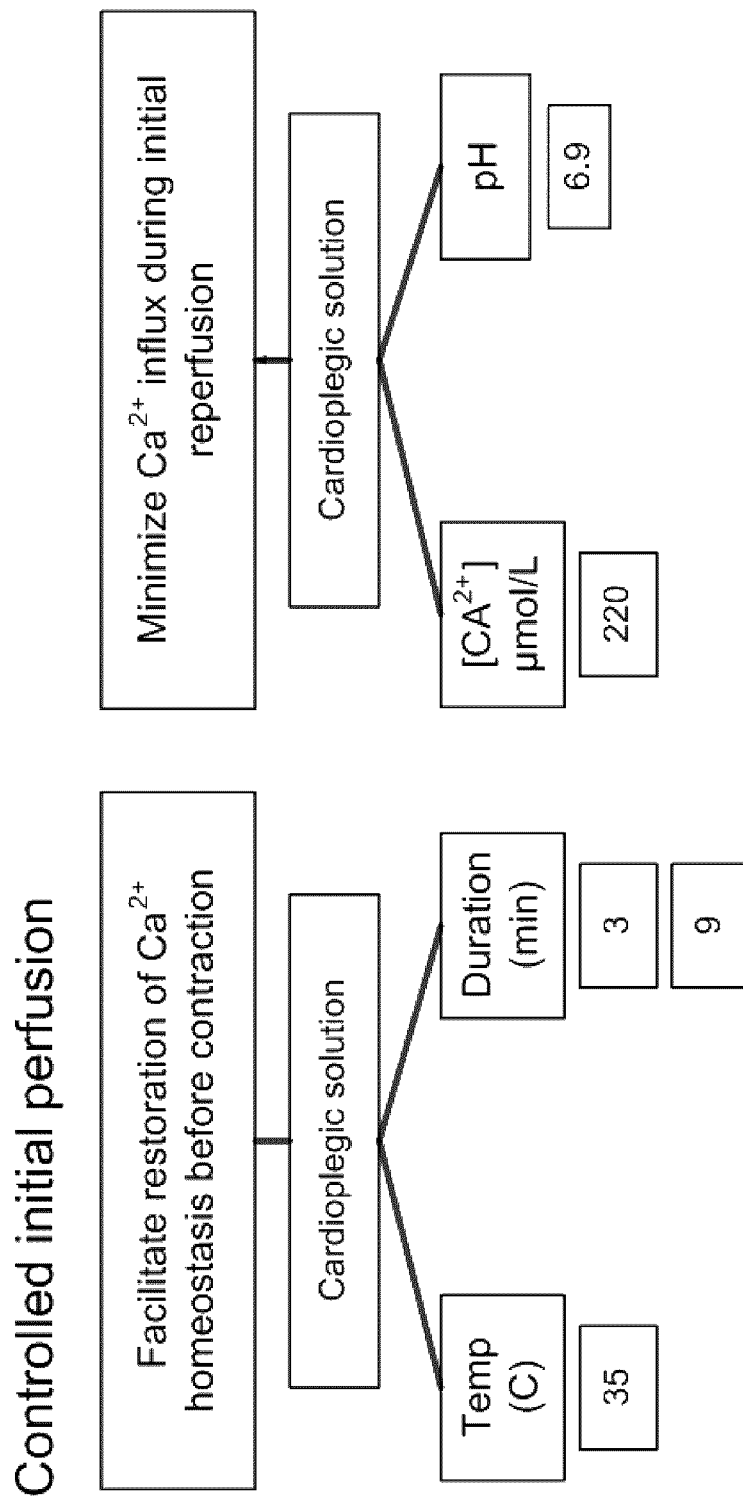 Controlled initial perfusion
Facilitate restoration of Ca²⁺
homeostasis before contraction
Cardioplegic solution
Temp
(C)
35
Duration
(min)
3
9
Minimize Ca²⁺ influx during initial
reperfusion
Cardioplegic solution
[CA²⁺]
µmol/L
220
pH
6.9